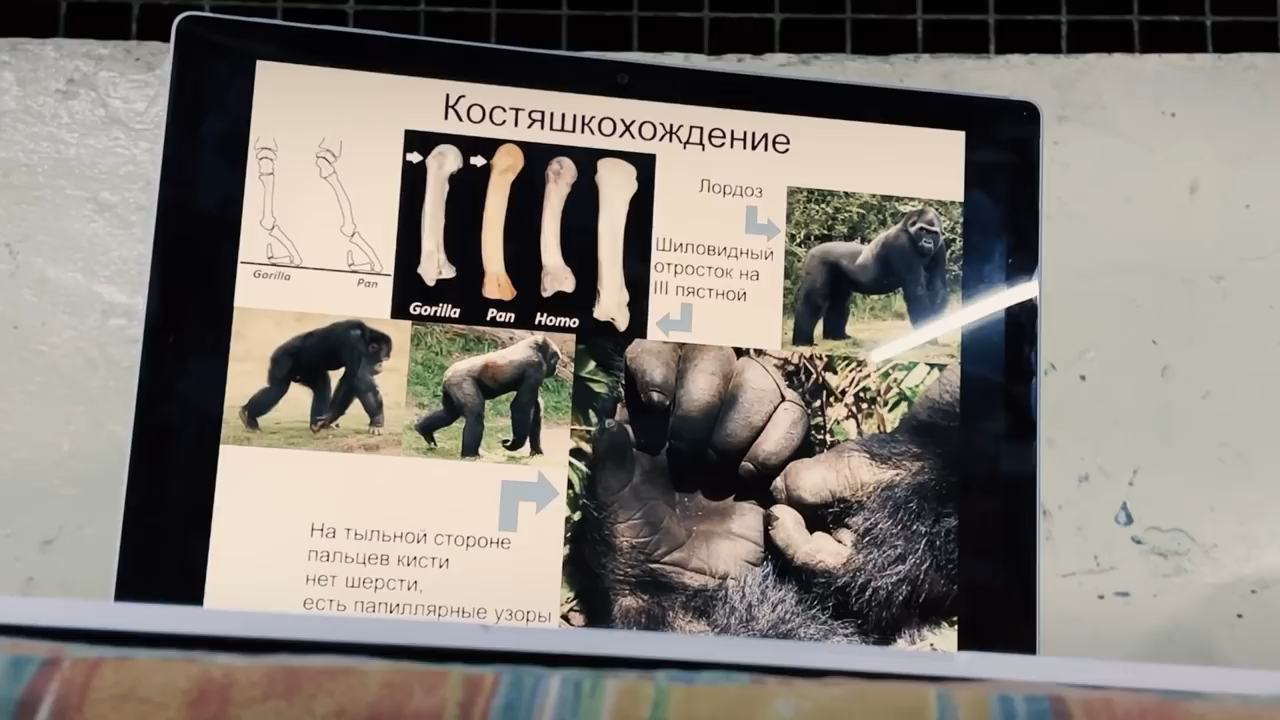 Костяшкохождение
Gorilla
Pan
Gorilla
Pan
Homo
Лордоз
Шиловидный
отросток на
III пястной
На тыльной стороне
пальцев кисти
нет шерсти,
есть папиллярные узоры